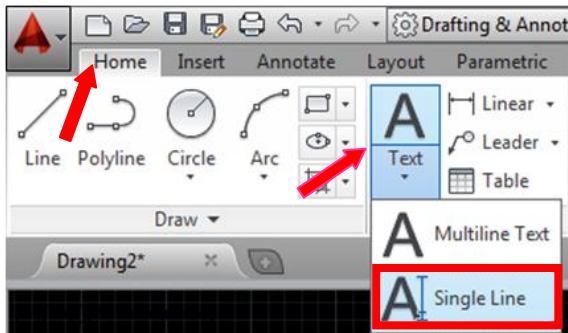 Drafting & Annot
Home Insert Annotate Layout Parametric
Line Polyline Circle Arc Text
Linear
Leader
Table
Draw
Multiline Text
Drawing2*
Single Line